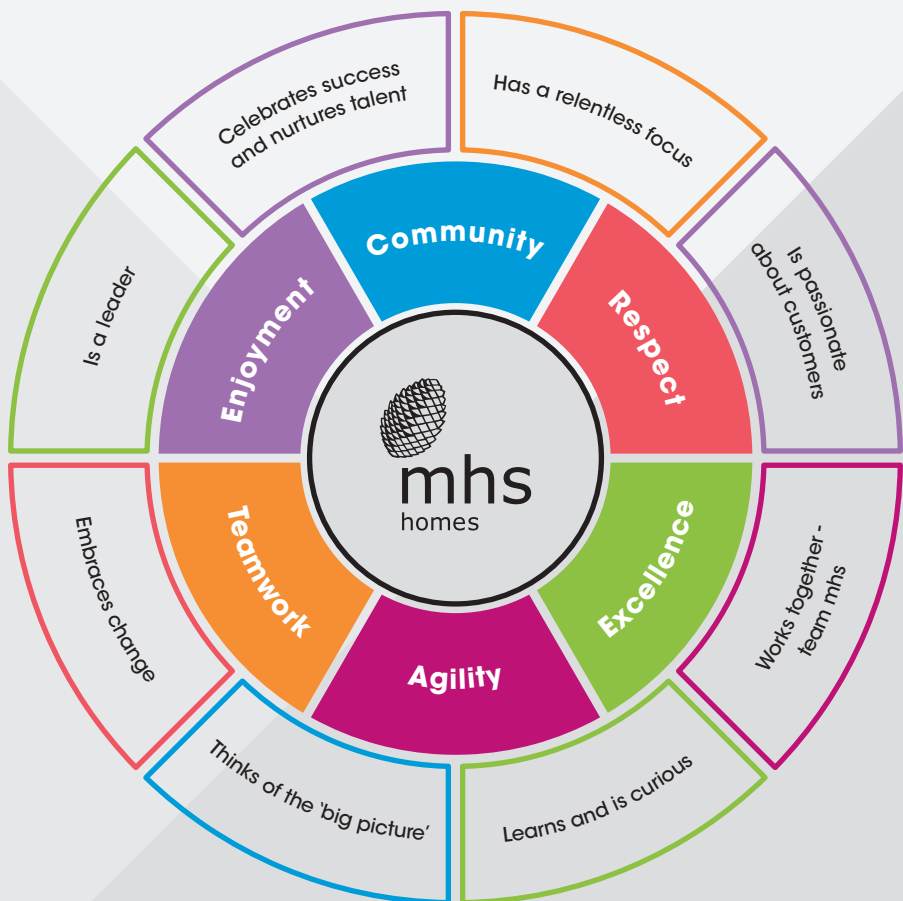 Celebrates success
and nurtures talent
Has a relentless focus
Is passionate
about customers
Works together -
team mhs
Learns and is curious
Thinks of the 'big picture'
Embraces change
Is a leader
Community
Respect
Excellence
Agility
Teamwork
Enjoyment
mhs
homes